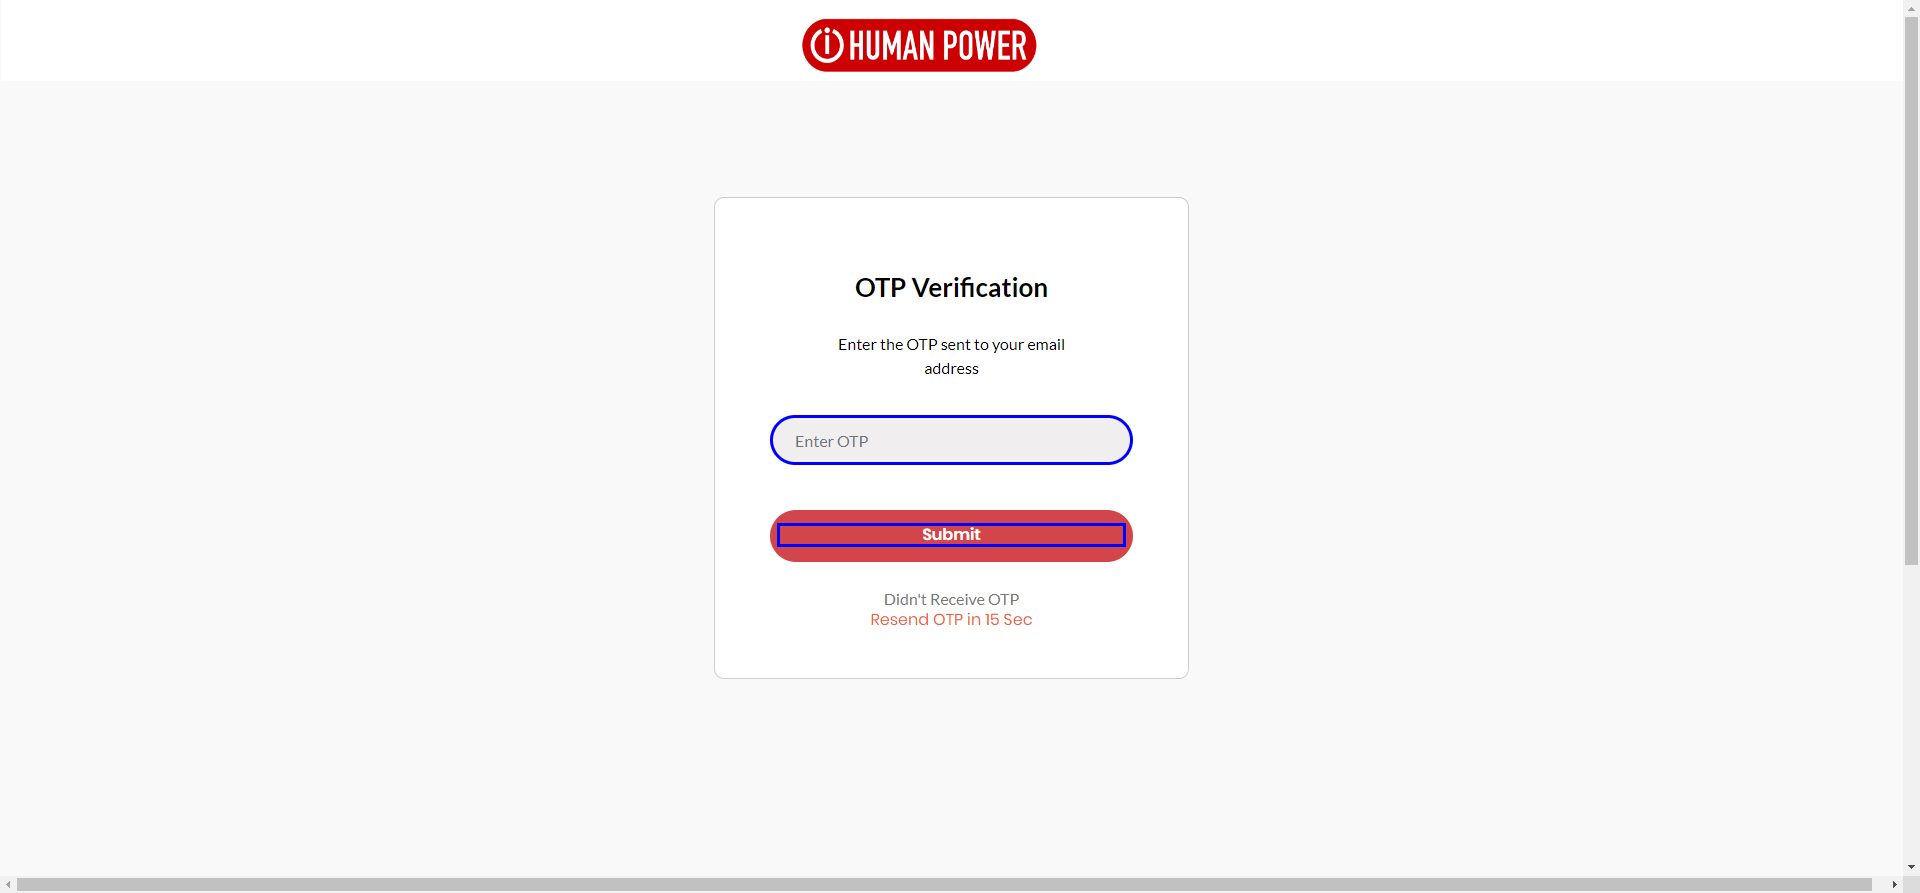 HUMAN POWER
OTP Verification
Enter the OTP sent to your email
address
Enter OTP
Submit
Didn't Receive OTP
Resend OTP in 15 Sec